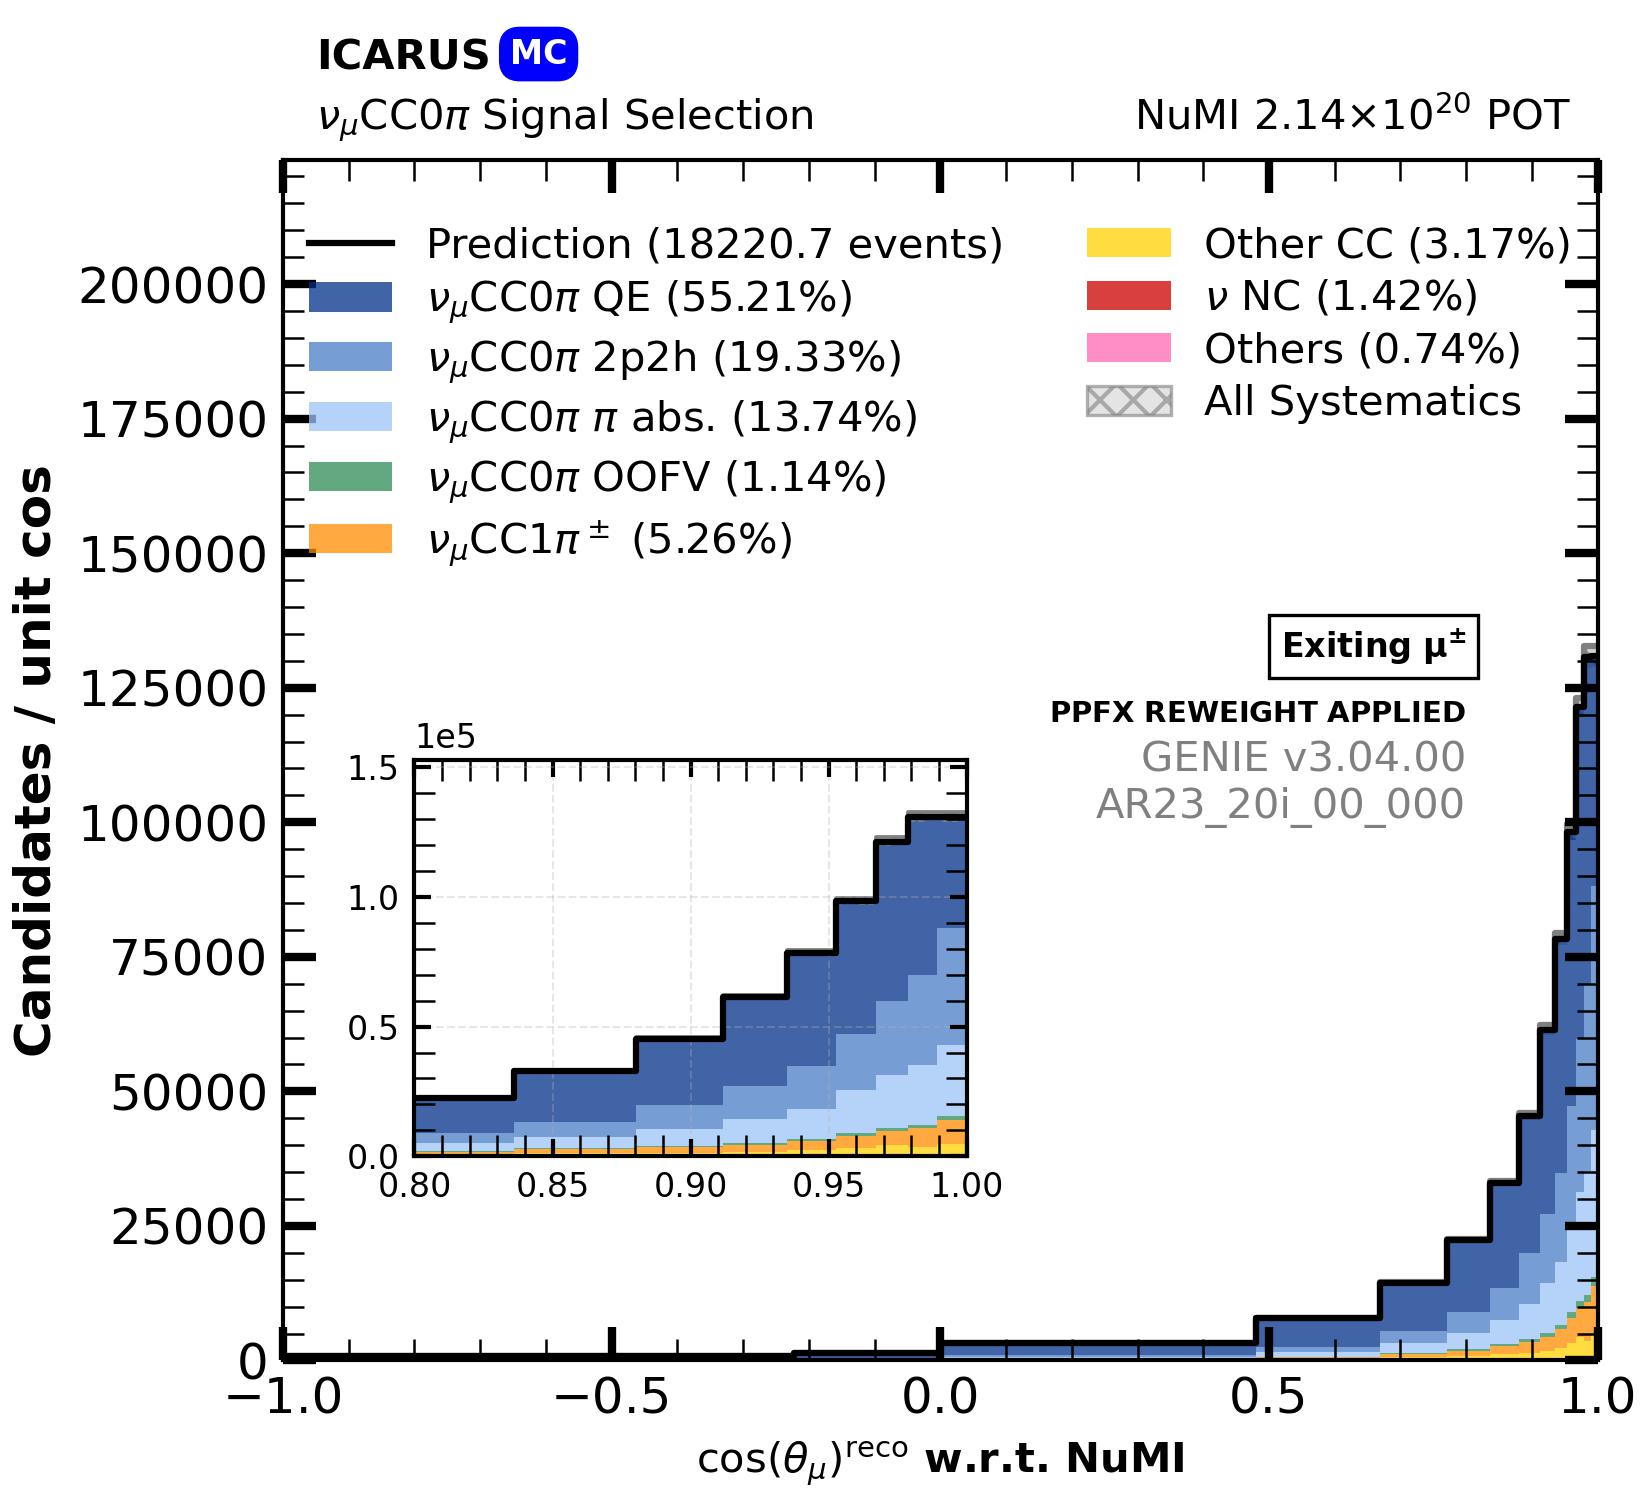 ICARUS MC
νμCC0π Signal Selection
NuMI 2.14×10²⁰ POT
Prediction (18220.7 events)
νμCC0π QE (55.21%)
νμCC0π 2p2h (19.33%)
νμCC0π π abs. (13.74%)
νμCC0π OOFV (1.14%)
νμCC1π± (5.26%)
Other CC (3.17%)
ν NC (1.42%)
Others (0.74%)
All Systematics
Exiting μ±
PPFX REWEIGHT APPLIED
GENIE v3.04.00
AR23_20i_00_000
Candidates / unit cos
200000
175000
150000
125000
100000
75000
50000
25000
0
1e5
1.5
1.0
0.5
0.0
0.80 0.85 0.90 0.95 1.00
−1.0 −0.5 0.0 0.5 1.0
cos(θμ)reco w.r.t. NuMI